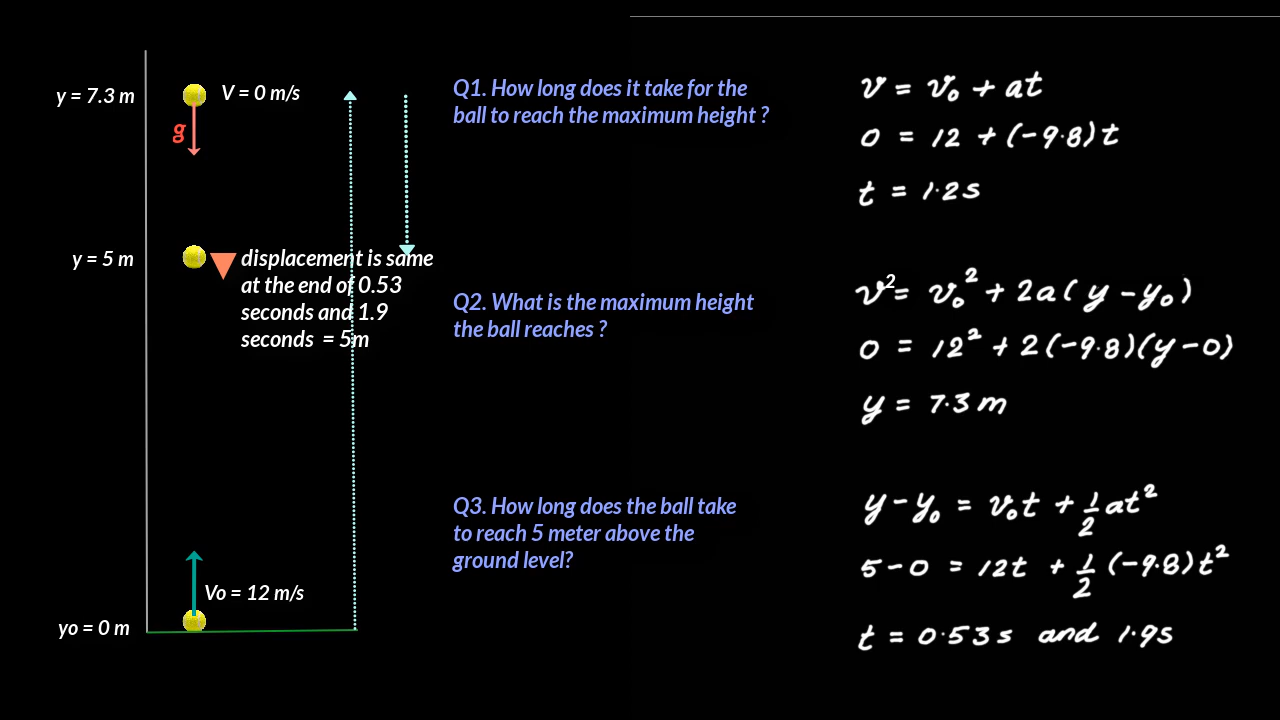 y = 7.3 m
V = 0 m/s
g
y = 5 m
displacement is same
at the end of 0.53
seconds and 1.9
seconds = 5m
Vo = 12 m/s
yo = 0 m
Q1. How long does it take for the
ball to reach the maximum height ?
v = v₀ + at
0 = 12 + (-9.8) t
t = 1.2s
Q2. What is the maximum height
the ball reaches ?
v² = v₀² + 2a( y - y₀ )
0 = 12² + 2(-9.8)(y - 0)
y = 7.3 m
Q3. How long does the ball take
to reach 5 meter above the
ground level?
y - y₀ = v₀t + 1/2 at²
5 - 0 = 12t + 1/2 (-9.8)t²
t = 0.53s and 1.9s